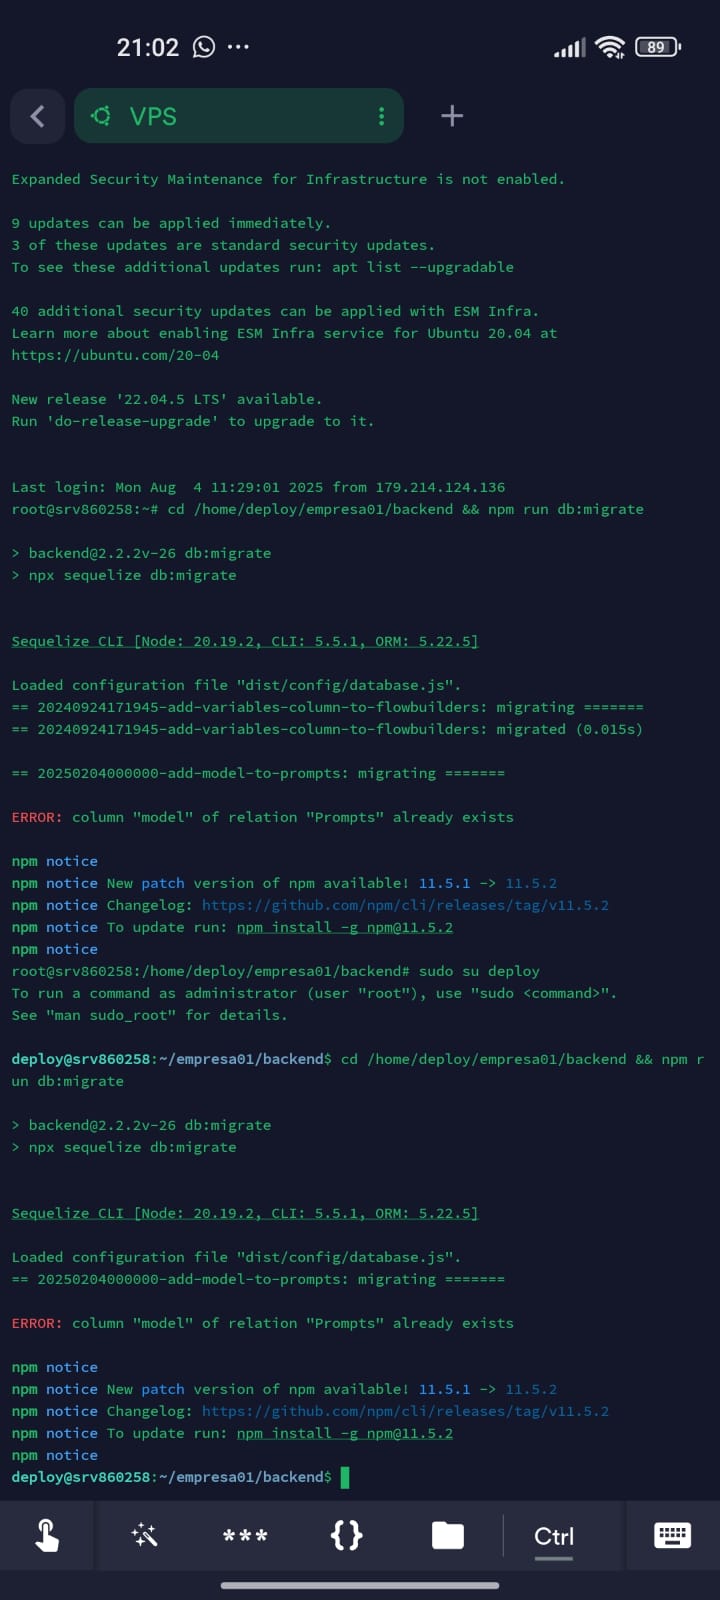 21:02 ...
89
VPS
Expanded Security Maintenance for Infrastructure is not enabled.
9 updates can be applied immediately.
3 of these updates are standard security updates.
To see these additional updates run: apt list --upgradable
40 additional security updates can be applied with ESM Infra.
Learn more about enabling ESM Infra service for Ubuntu 20.04 at
https://ubuntu.com/20-04
New release '22.04.5 LTS' available.
Run 'do-release-upgrade' to upgrade to it.
Last login: Mon Aug  4 11:29:01 2025 from 179.214.124.136
root@srv860258:~# cd /home/deploy/empresa01/backend && npm run db:migrate
> backend@2.2.2v-26 db:migrate
> npx sequelize db:migrate
Sequelize CLI [Node: 20.19.2, CLI: 5.5.1, ORM: 5.22.5]
Loaded configuration file "dist/config/database.js".
== 20240924171945-add-variables-column-to-flowbuilders: migrating =======
== 20240924171945-add-variables-column-to-flowbuilders: migrated (0.015s)
== 20250204000000-add-model-to-prompts: migrating =======
ERROR: column "model" of relation "Prompts" already exists
npm notice
npm notice New patch version of npm available! 11.5.1 -> 11.5.2
npm notice Changelog: https://github.com/npm/cli/releases/tag/v11.5.2
npm notice To update run: npm install -g npm@11.5.2
npm notice
root@srv860258:/home/deploy/empresa01/backend# sudo su deploy
To run a command as administrator (user "root"), use "sudo <command>".
See "man sudo_root" for details.
deploy@srv860258:~/empresa01/backend$ cd /home/deploy/empresa01/backend && npm r
un db:migrate
> backend@2.2.2v-26 db:migrate
> npx sequelize db:migrate
Sequelize CLI [Node: 20.19.2, CLI: 5.5.1, ORM: 5.22.5]
Loaded configuration file "dist/config/database.js".
== 20250204000000-add-model-to-prompts: migrating =======
ERROR: column "model" of relation "Prompts" already exists
npm notice
npm notice New patch version of npm available! 11.5.1 -> 11.5.2
npm notice Changelog: https://github.com/npm/cli/releases/tag/v11.5.2
npm notice To update run: npm install -g npm@11.5.2
npm notice
deploy@srv860258:~/empresa01/backend$
*** {} Ctrl